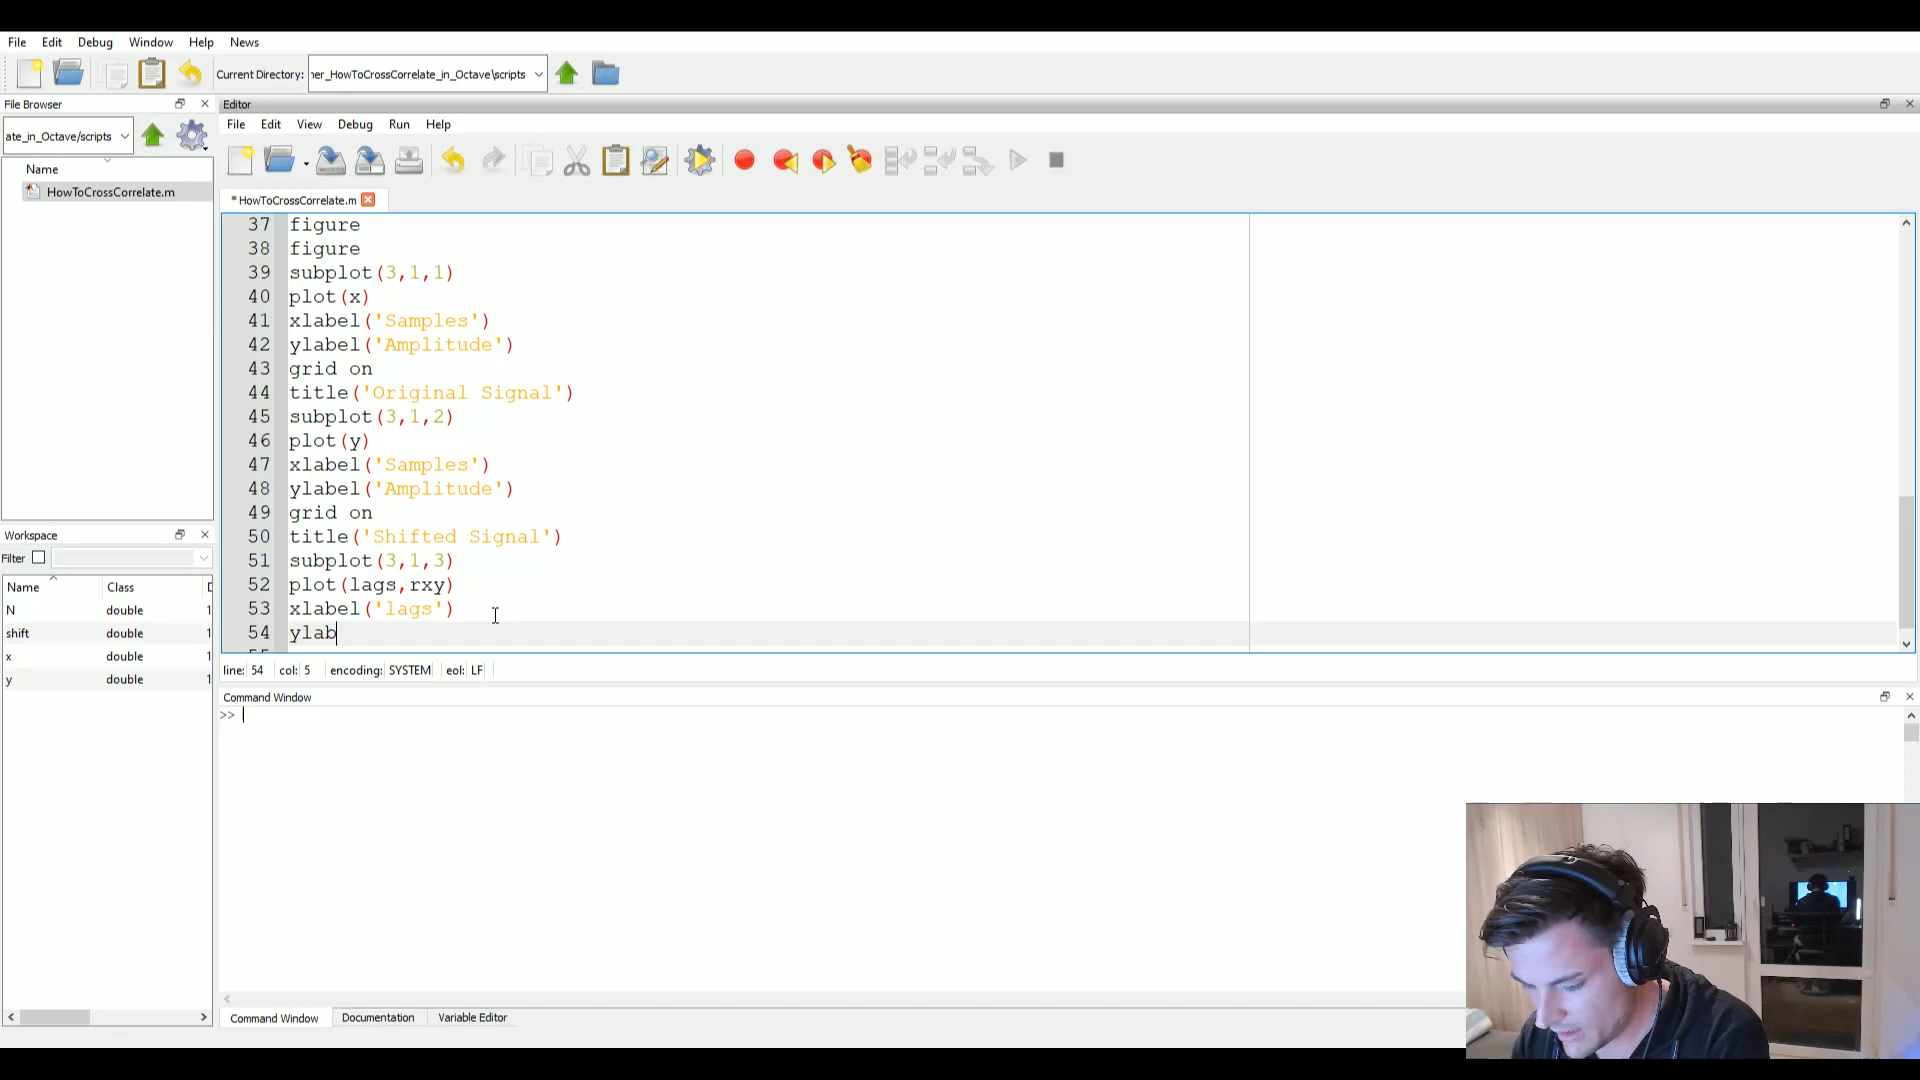 File Edit Debug Window Help News
Current Directory: ner_HowToCrossCorrelate_in_Octave\scripts
File Browser
ate_in_Octave/scripts
Name
HowToCrossCorrelate.m
Workspace
Filter
Name Class D
N double 1
shift double 1
x double 1
y double 1
Editor
File Edit View Debug Run Help
* HowToCrossCorrelate.m
37 figure
38 figure
39 subplot(3,1,1)
40 plot(x)
41 xlabel('Samples')
42 ylabel('Amplitude')
43 grid on
44 title('Original Signal')
45 subplot(3,1,2)
46 plot(y)
47 xlabel('Samples')
48 ylabel('Amplitude')
49 grid on
50 title('Shifted Signal')
51 subplot(3,1,3)
52 plot(lags,rxy)
53 xlabel('lags')
54 ylab
55
line: 54 col: 5 encoding: SYSTEM eol: LF
Command Window
>>
Command Window Documentation Variable Editor